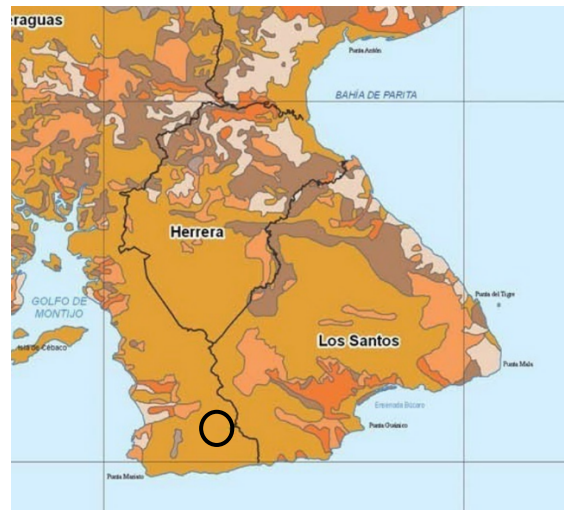 eraguas
Punta Antón
BAHÍA DE PARITA
Herrera
GOLFO DE
MONTIJO
Punta del Tigre
Isla de Cébaco
Los Santos
Punta Mala
Ensenada Búcaro
Punta Guánico
Punta Mariato